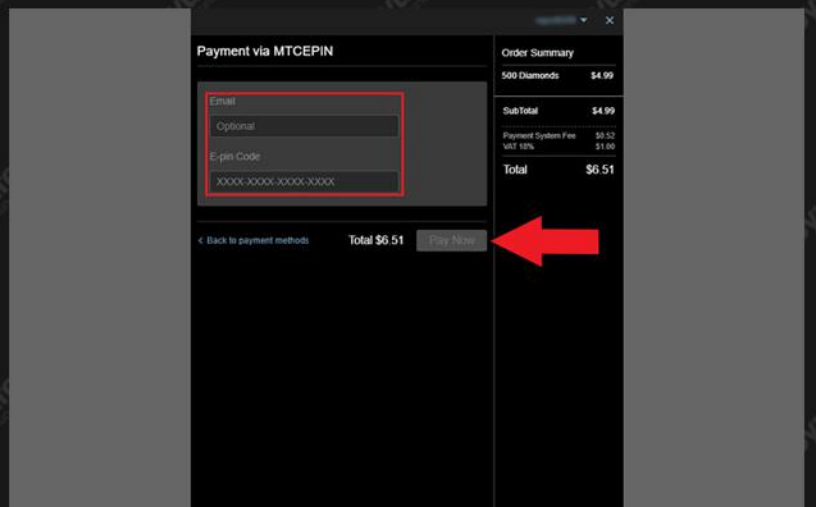 Payment via MTCEPIN
Email
Optional
E-pin Code
XXXX-XXXX-XXXX-XXXX
< Back to payment methods
Total $6.51
Pay Now
Order Summary
500 Diamonds $4.99
SubTotal $4.99
Payment System Fee $0.52
VAT 18% $1.00
Total $6.51